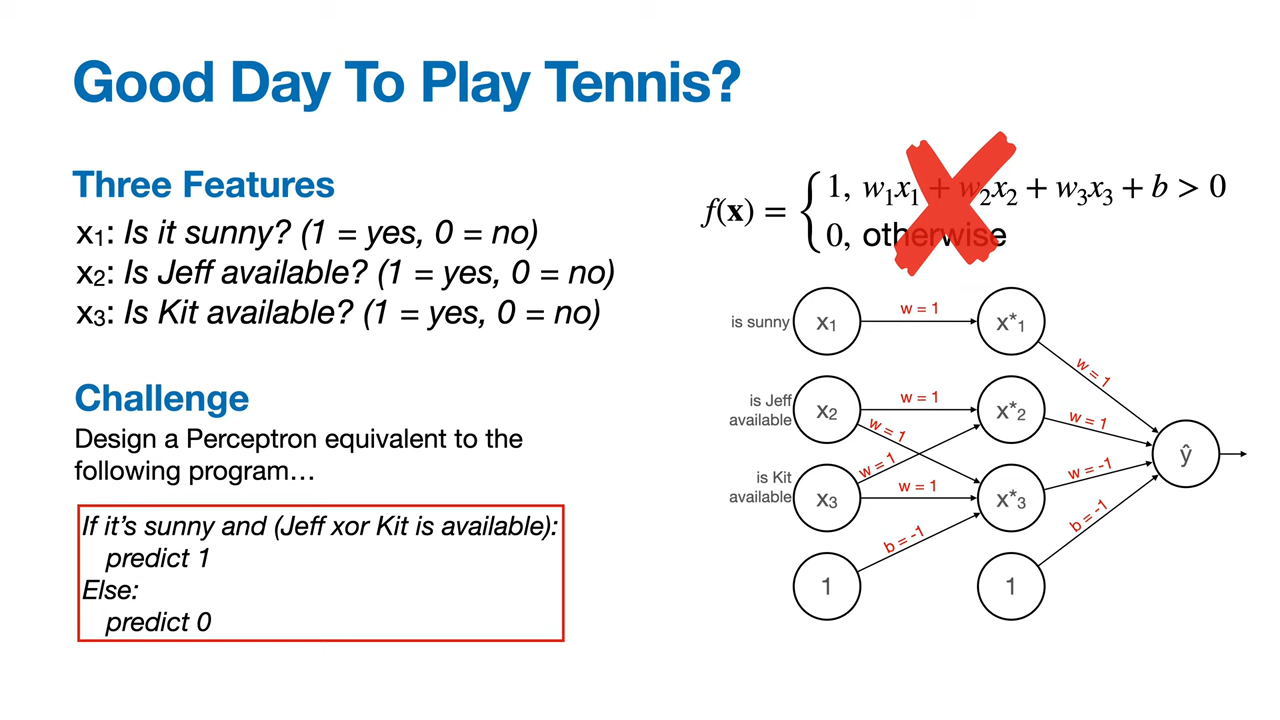 Good Day To Play Tennis?
Three Features
x₁: Is it sunny? (1 = yes, 0 = no)
x₂: Is Jeff available? (1 = yes, 0 = no)
x₃: Is Kit available? (1 = yes, 0 = no)
Challenge
Design a Perceptron equivalent to the
following program…
If it's sunny and (Jeff xor Kit is available):
predict 1
Else:
predict 0
f(x) = { 1, w₁x₁ + w₂x₂ + w₃x₃ + b > 0
0, otherwise
is sunny
x₁
w = 1
x*₁
w = 1
is Jeff
available
x₂
w = 1
w = 1
x*₂
w = 1
is Kit
available
x₃
w = 1
w = 1
x*₃
w = -1
1
b = -1
1
b = -1
ŷ